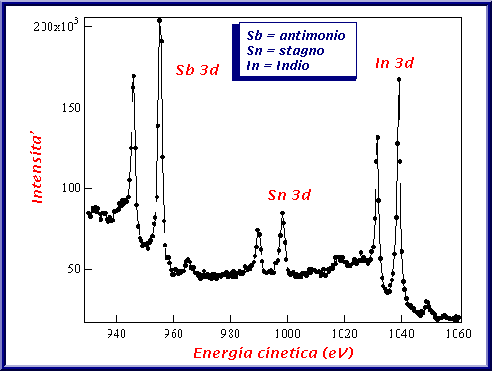 200x10³
Sb = antimonio
Sn = stagno
In = Indio
Sb 3d
In 3d
150
Intensita'
100
Sn 3d
50
940 960 980 1000 1020 1040 1060
Energia cinetica (eV)